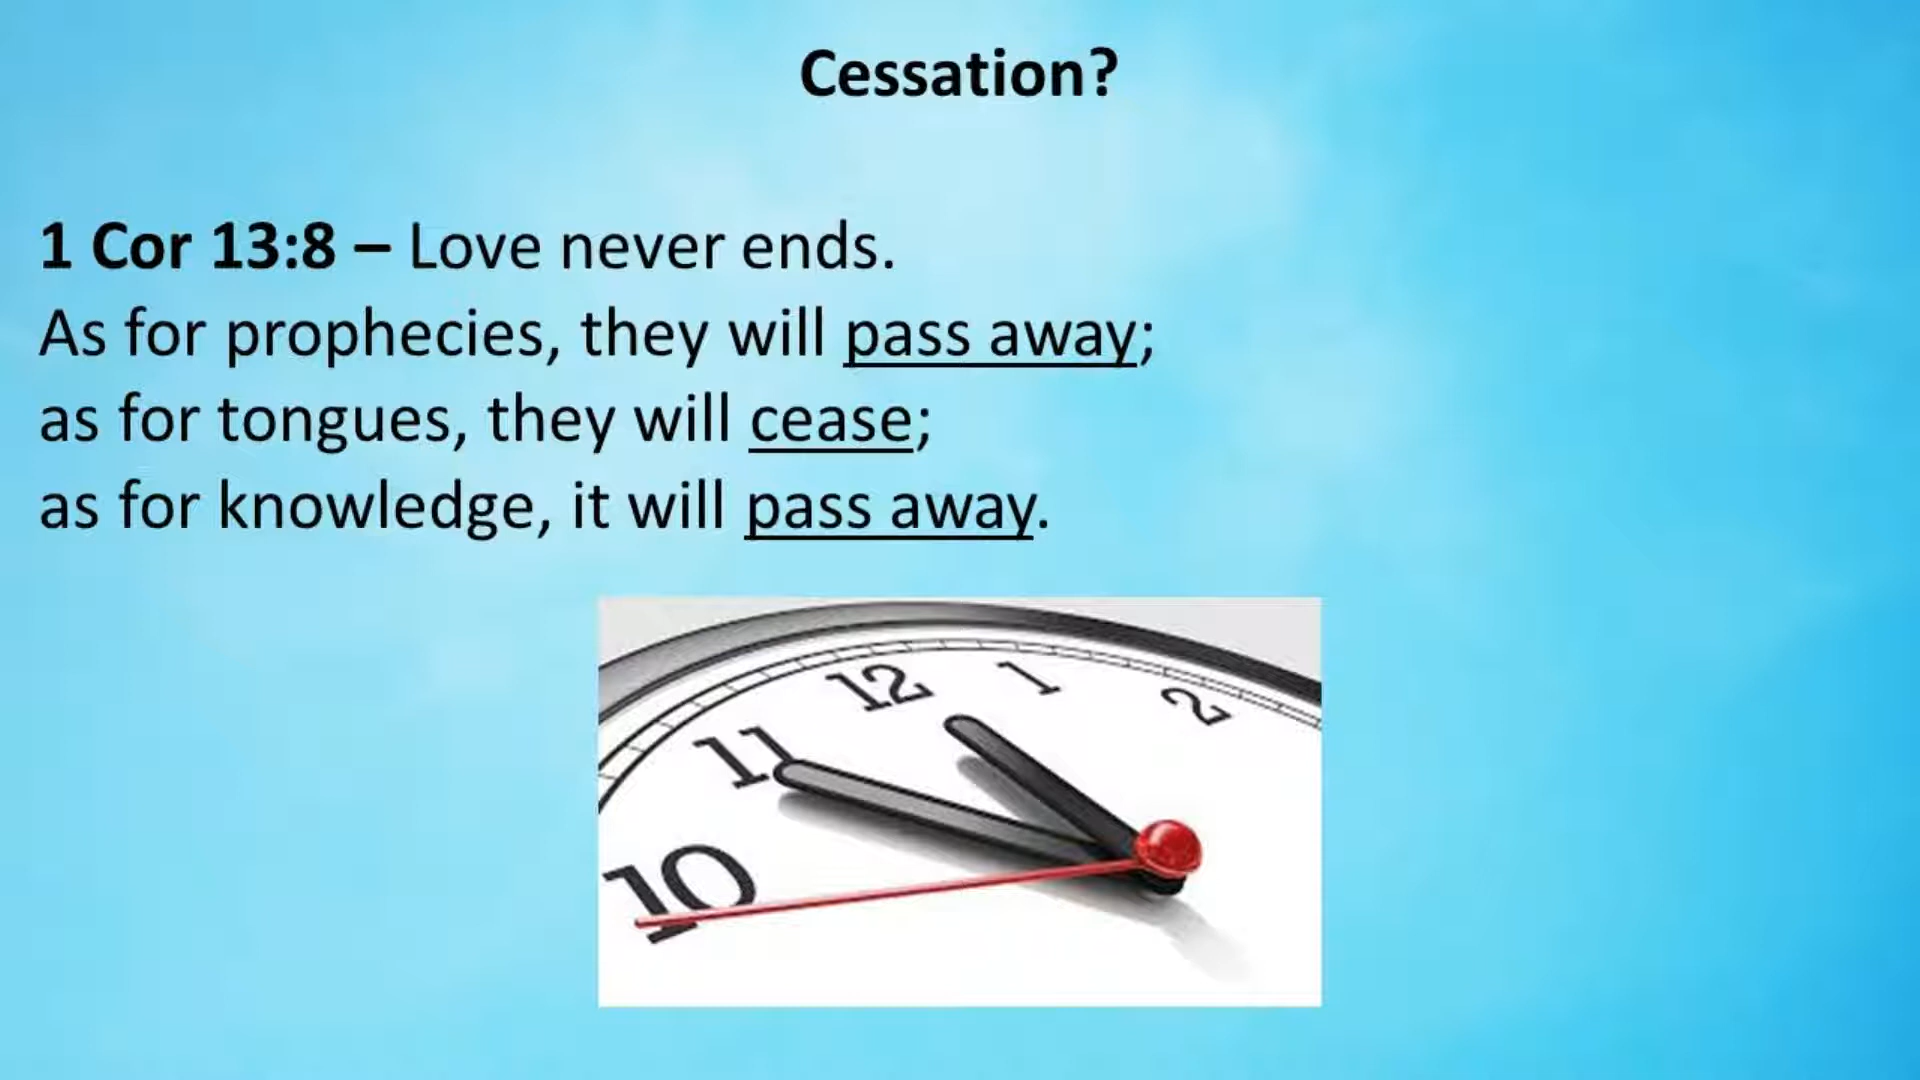 Cessation?
1 Cor 13:8 – Love never ends.
As for prophecies, they will pass away;
as for tongues, they will cease;
as for knowledge, it will pass away.
12
1
2
11
10